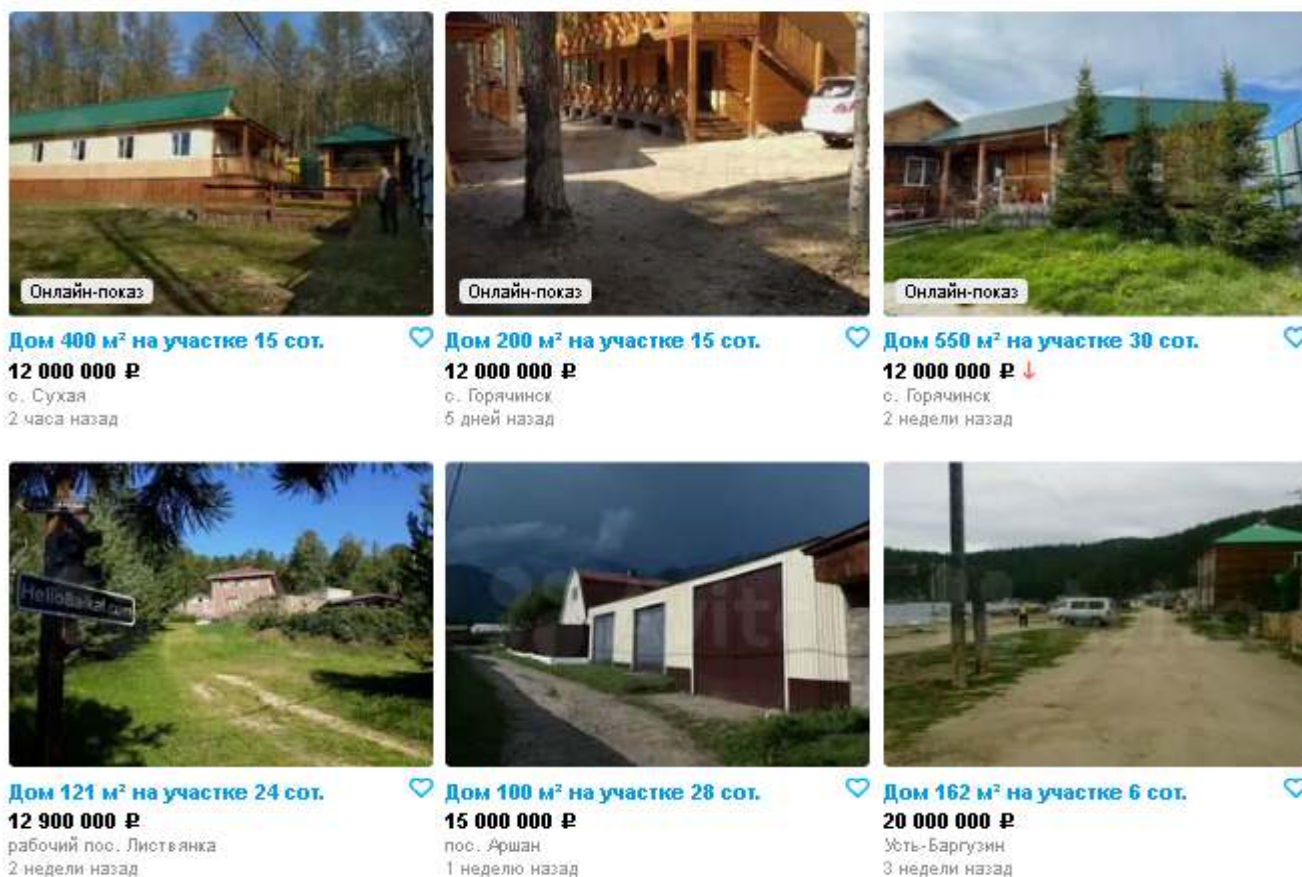 Онлайн-показ
Онлайн-показ
Онлайн-показ
Дом 400 м² на участке 15 сот.
12 000 000 ₽
с. Сухая
2 часа назад
Дом 200 м² на участке 15 сот.
12 000 000 ₽
с. Горячинск
5 дней назад
Дом 550 м² на участке 30 сот.
12 000 000 ₽ ↓
с. Горячинск
2 недели назад
HelloBaikal.com
Дом 121 м² на участке 24 сот.
12 900 000 ₽
рабочий пос. Листвянка
2 недели назад
Дом 100 м² на участке 28 сот.
15 000 000 ₽
пос. Аршан
1 неделю назад
Дом 162 м² на участке 6 сот.
20 000 000 ₽
Усть-Баргузин
3 недели назад